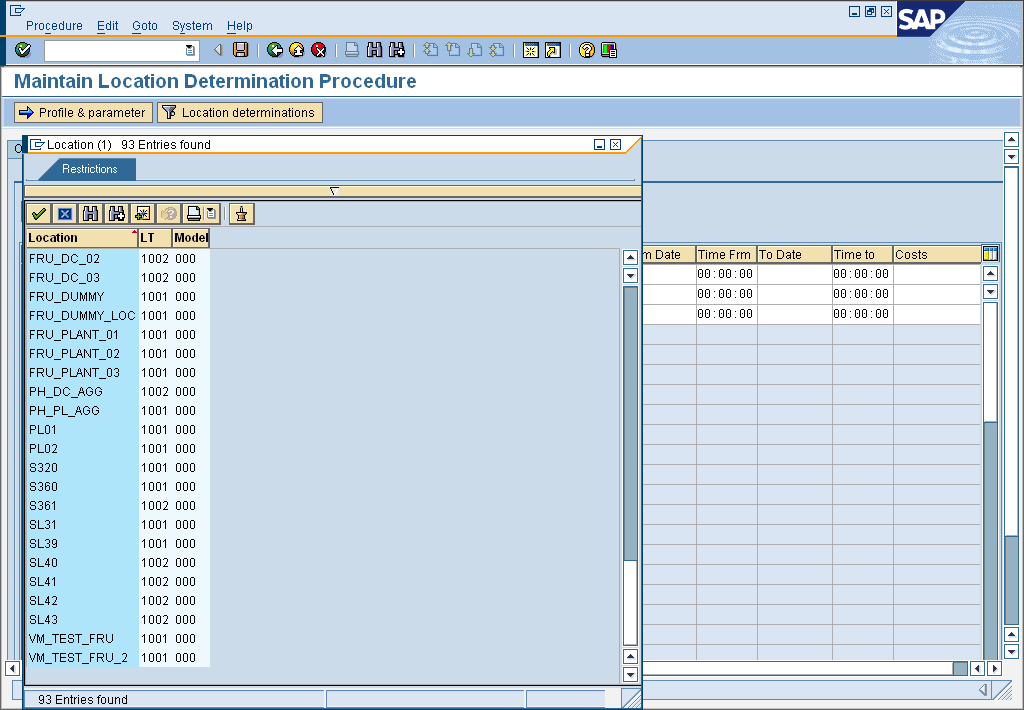 Procedure Edit Goto System Help
SAP
Maintain Location Determination Procedure
Profile & parameter Location determinations
Location (1) 93 Entries found
Restrictions
Location LT Model
FRU_DC_02 1002 000
FRU_DC_03 1002 000
FRU_DUMMY 1001 000
FRU_DUMMY_LOC 1001 000
FRU_PLANT_01 1001 000
FRU_PLANT_02 1001 000
FRU_PLANT_03 1001 000
PH_DC_AGG 1002 000
PH_PL_AGG 1001 000
PL01 1001 000
PL02 1001 000
S320 1001 000
S360 1001 000
S361 1002 000
SL31 1001 000
SL39 1001 000
SL40 1002 000
SL41 1002 000
SL42 1002 000
SL43 1002 000
VM_TEST_FRU 1001 000
VM_TEST_FRU_2 1001 000
93 Entries found
m Date Time Frm To Date Time to Costs
00:00:00 00:00:00
00:00:00 00:00:00
00:00:00 00:00:00